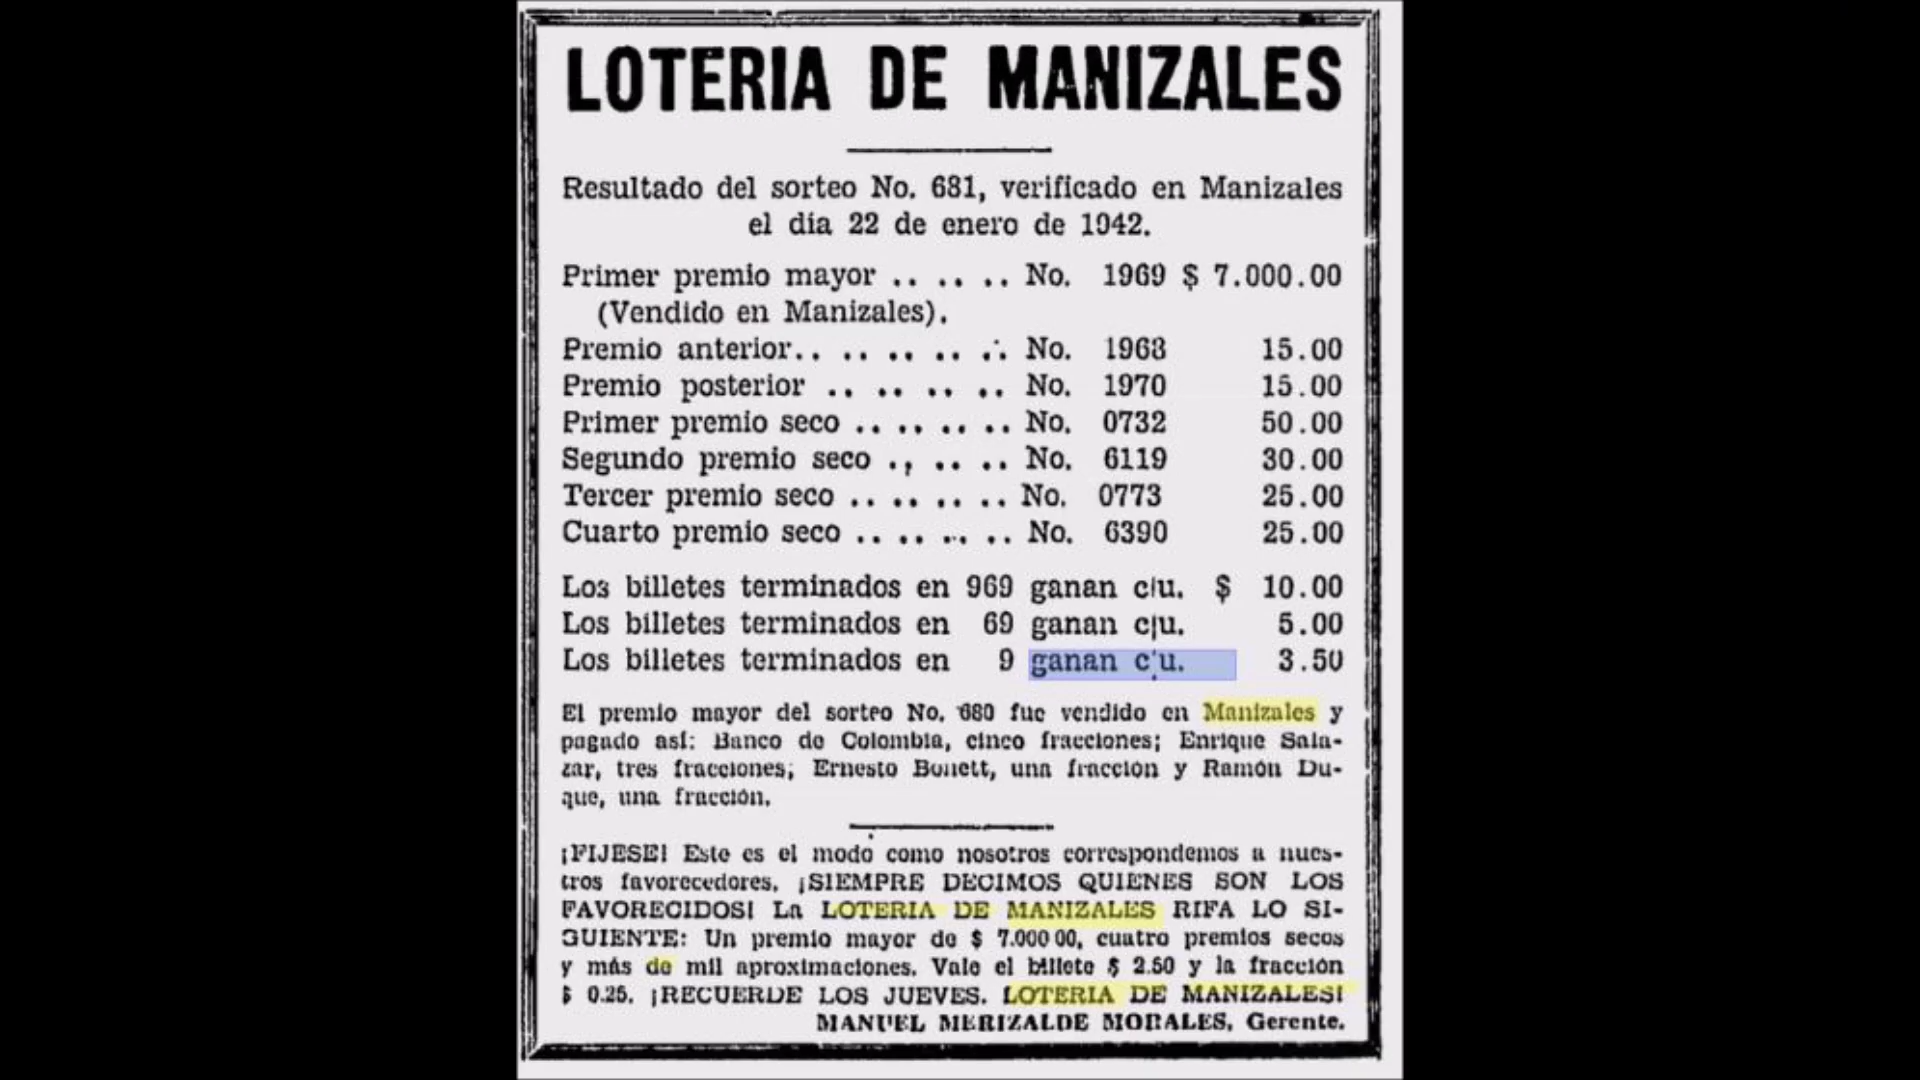 LOTERIA DE MANIZALES
Resultado del sorteo No. 681, verificado en Manizales
el día 22 de enero de 1942.
Primer premio mayor .. .. .. No. 1969 $ 7.000.00
(Vendido en Manizales).
Premio anterior.. .. .. .. .. No. 1968 15.00
Premio posterior .. .. .. .. No. 1970 15.00
Primer premio seco .. .. .. .. No. 0732 50.00
Segundo premio seco .. .. .. No. 6119 30.00
Tercer premio seco .. .. .. .. No. 0773 25.00
Cuarto premio seco .. .. .. .. No. 6390 25.00
Los billetes terminados en 969 ganan c|u. $ 10.00
Los billetes terminados en 69 ganan c|u. 5.00
Los billetes terminados en 9 ganan c|u. 3.50
El premio mayor del sorteo No. 680 fue vendido en Manizales y
pagado así: Banco de Colombia, cinco fracciones; Enrique Sala-
zar, tres fracciones; Ernesto Bonett, una fracción y Ramón Du-
que, una fracción.
¡FIJESE! Este es el modo como nosotros correspondemos a nues-
tros favorecedores. ¡SIEMPRE DECIMOS QUIENES SON LOS
FAVORECIDOS! La LOTERIA DE MANIZALES RIFA LO SI-
GUIENTE: Un premio mayor de $ 7.000 00, cuatro premios secos
y más de mil aproximaciones. Vale el billete $ 2.50 y la fracción
$ 0.25. ¡RECUERDE LOS JUEVES. LOTERIA DE MANIZALES!
MANUEL MERIZALDE MORALES, Gerente.